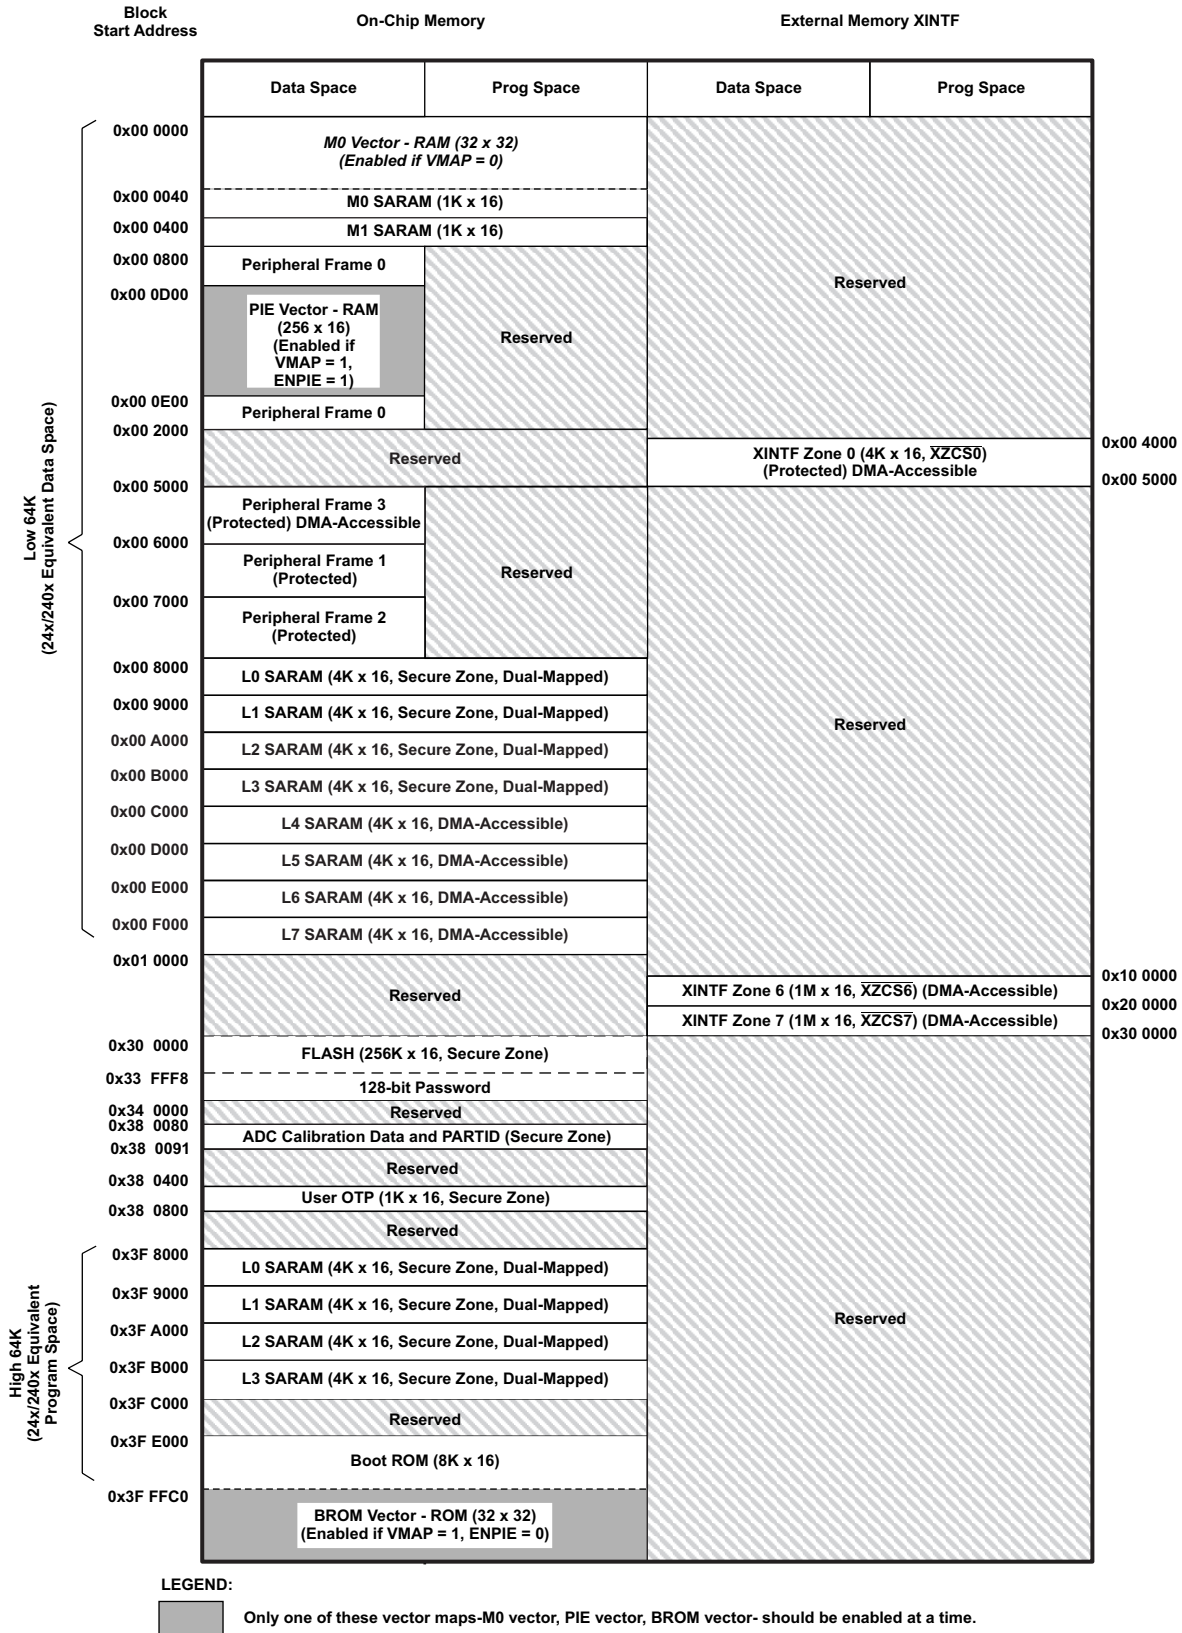 Block
Start Address
On-Chip Memory
External Memory XINTF
Data Space
Prog Space
Data Space
Prog Space
0x00 0000
M0 Vector - RAM (32 x 32)
(Enabled if VMAP = 0)
0x00 0040
M0 SARAM (1K x 16)
0x00 0400
M1 SARAM (1K x 16)
0x00 0800
Peripheral Frame 0
Reserved
0x00 0D00
PIE Vector - RAM
(256 x 16)
(Enabled if
VMAP = 1,
ENPIE = 1)
Reserved
0x00 0E00
Peripheral Frame 0
0x00 2000
Reserved
XINTF Zone 0 (4K x 16, XZCS0)
(Protected) DMA-Accessible
0x00 4000
0x00 5000
0x00 5000
Peripheral Frame 3
(Protected) DMA-Accessible
0x00 6000
Peripheral Frame 1
(Protected)
Reserved
0x00 7000
Peripheral Frame 2
(Protected)
Low 64K
(24x/240x Equivalent Data Space)
0x00 8000
L0 SARAM (4K x 16, Secure Zone, Dual-Mapped)
0x00 9000
L1 SARAM (4K x 16, Secure Zone, Dual-Mapped)
Reserved
0x00 A000
L2 SARAM (4K x 16, Secure Zone, Dual-Mapped)
0x00 B000
L3 SARAM (4K x 16, Secure Zone, Dual-Mapped)
0x00 C000
L4 SARAM (4K x 16, DMA-Accessible)
0x00 D000
L5 SARAM (4K x 16, DMA-Accessible)
0x00 E000
L6 SARAM (4K x 16, DMA-Accessible)
0x00 F000
L7 SARAM (4K x 16, DMA-Accessible)
0x01 0000
Reserved
0x10 0000
XINTF Zone 6 (1M x 16, XZCS6) (DMA-Accessible)
0x20 0000
XINTF Zone 7 (1M x 16, XZCS7) (DMA-Accessible)
0x30 0000
0x30 0000
FLASH (256K x 16, Secure Zone)
0x33 FFF8
128-bit Password
0x34 0000
Reserved
0x38 0080
ADC Calibration Data and PARTID (Secure Zone)
0x38 0091
Reserved
0x38 0400
User OTP (1K x 16, Secure Zone)
0x38 0800
Reserved
0x3F 8000
L0 SARAM (4K x 16, Secure Zone, Dual-Mapped)
0x3F 9000
L1 SARAM (4K x 16, Secure Zone, Dual-Mapped)
Reserved
0x3F A000
L2 SARAM (4K x 16, Secure Zone, Dual-Mapped)
0x3F B000
L3 SARAM (4K x 16, Secure Zone, Dual-Mapped)
High 64K
(24x/240x Equivalent
Program Space)
0x3F C000
Reserved
0x3F E000
Boot ROM (8K x 16)
0x3F FFC0
BROM Vector - ROM (32 x 32)
(Enabled if VMAP = 1, ENPIE = 0)
LEGEND:
Only one of these vector maps-M0 vector, PIE vector, BROM vector- should be enabled at a time.